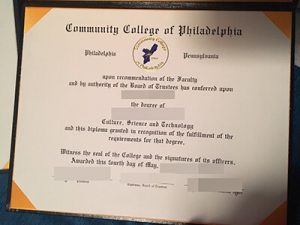 Community College of Philadelphia
Philadelphia Pennsylvania
upon recommendation of the Faculty
and by authority of the Board of Trustees has conferred upon
the degree of
Culture, Science and Technology
and this diploma granted in recognition of the fulfillment of the
requirements for that degree.
Witness the seal of the College and the signatures of its officers.
Awarded this fourth day of May,